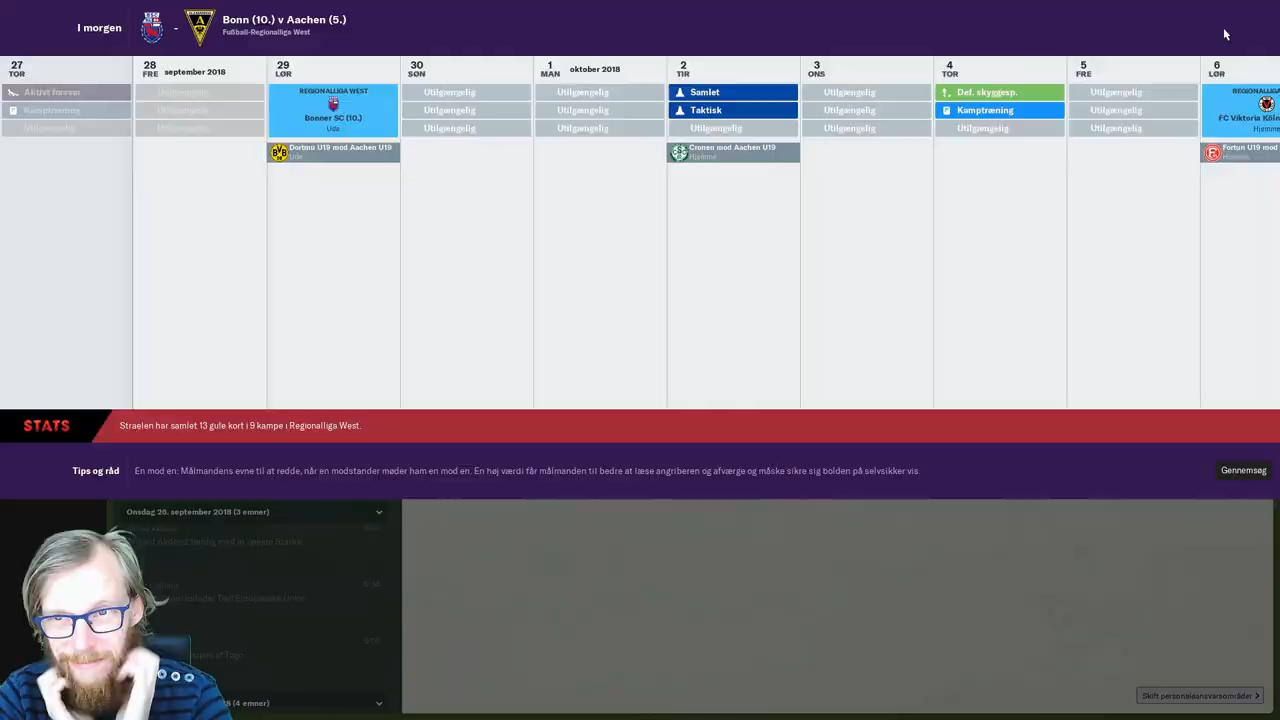 I morgen
-
Bonn (10.) v Aachen (5.)
Fußball-Regionalliga West
27
TOR
28
FRE september 2018
29
LØR
30
SØN
1
MAN oktober 2018
2
TIR
3
ONS
4
TOR
5
FRE
6
LØR
Aktivt forsvar
Kamptræning
Utilgængelig
Utilgængelig
Utilgængelig
Utilgængelig
REGIONALLIGA WEST
Bonner SC (10.)
Ude
Dortmu U19 mod Aachen U19
Ude
Utilgængelig
Utilgængelig
Utilgængelig
Utilgængelig
Utilgængelig
Utilgængelig
Samlet
Taktisk
Utilgængelig
Cronen mod Aachen U19
Hjemme
Utilgængelig
Utilgængelig
Utilgængelig
Def. skyggesp.
Kamptræning
Utilgængelig
Utilgængelig
Utilgængelig
Utilgængelig
REGIONALLIGA
FC Viktoria Köln
Hjemme
Fortun U19 mod
Hjemme
STATS
Straelen har samlet 13 gule kort i 9 kampe i Regionalliga West.
Tips og råd
En mod en: Målmandens evne til at redde, når en modstander møder ham en mod en. En høj værdi får målmanden til bedre at læse angriberen og afværge og måske sikre sig bolden på selvsikker vis.
Gennemsøg
Onsdag 26. september 2018 (3 emner)
(4 emner)
Skift personaleansvarsområder